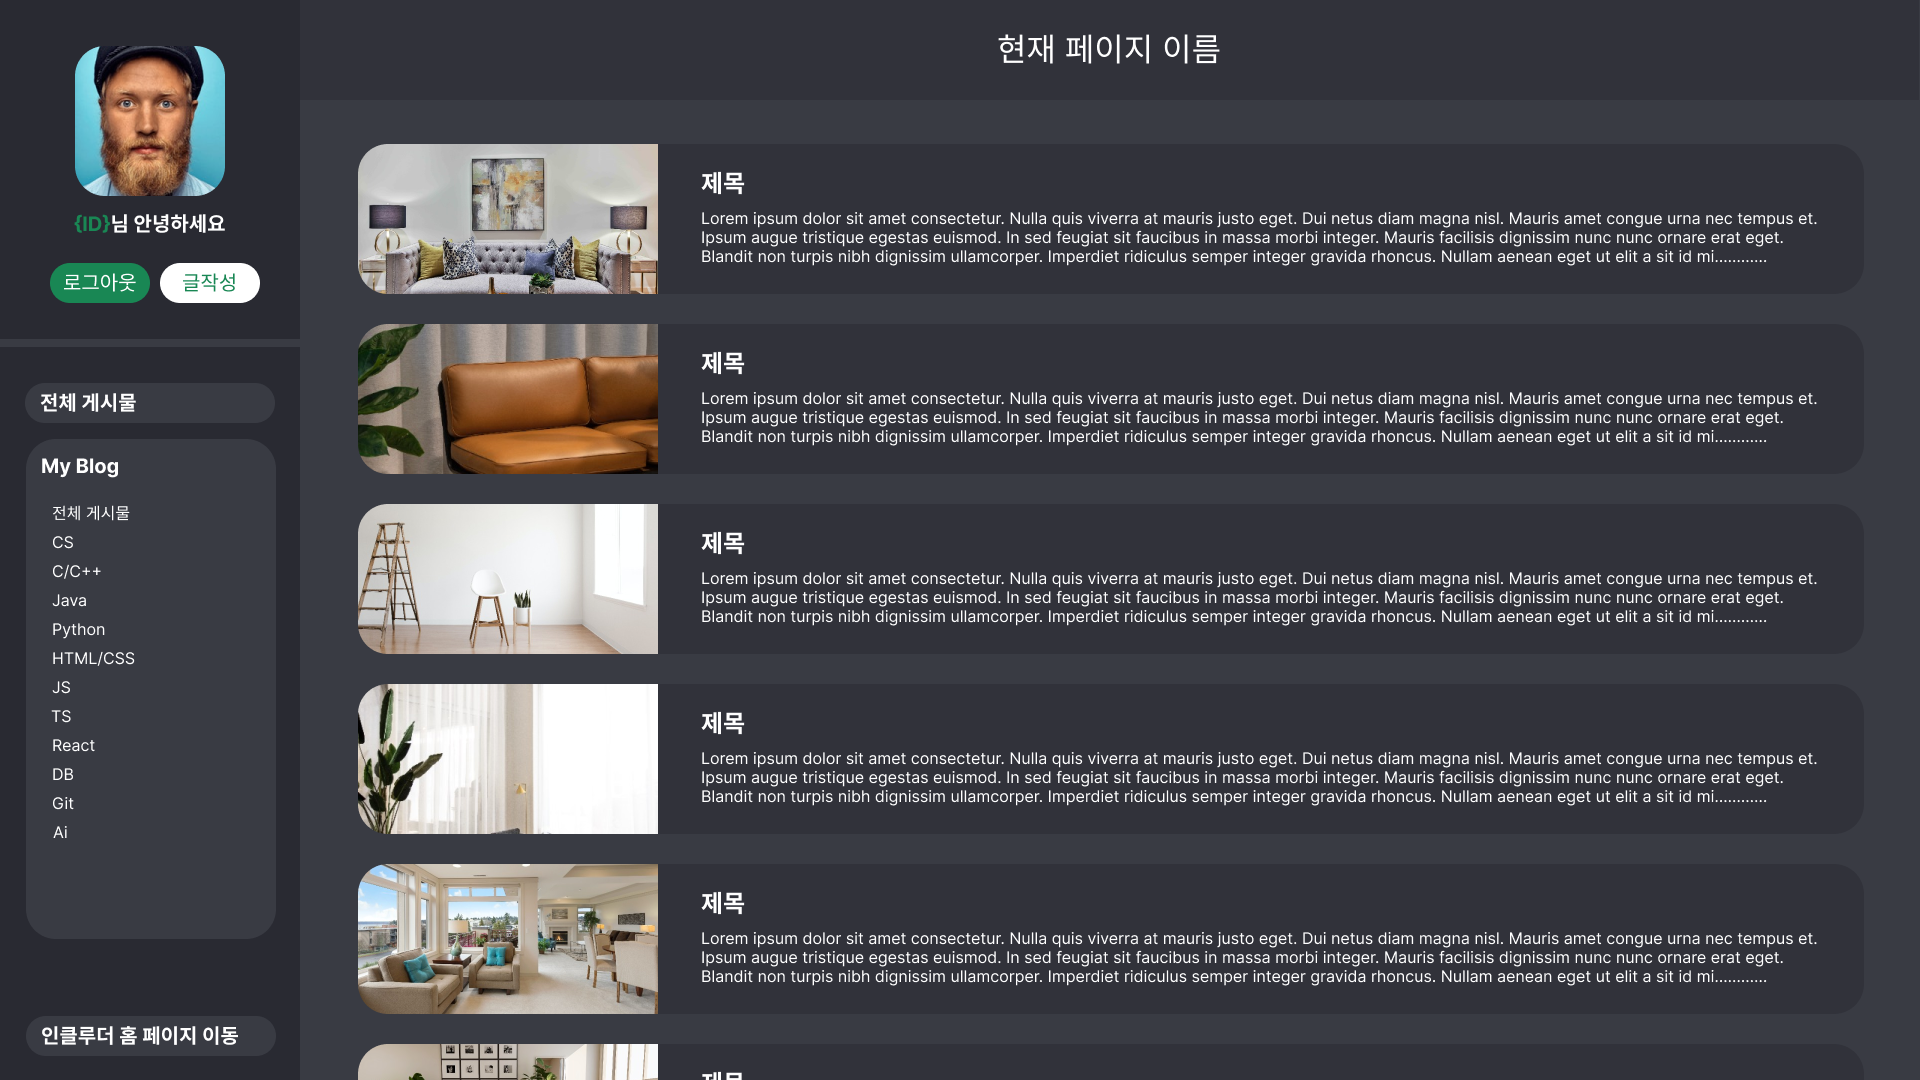 {ID}님 안녕하세요
로그아웃
글작성
전체 게시물
My Blog
전체 게시물
CS
C/C++
Java
Python
HTML/CSS
JS
TS
React
DB
Git
Ai
인클루더 홈 페이지 이동
현재 페이지 이름
제목
Lorem ipsum dolor sit amet consectetur. Nulla quis viverra at mauris justo eget. Dui netus diam magna nisl. Mauris amet congue urna nec tempus et.
Ipsum augue tristique egestas euismod. In sed feugiat sit faucibus in massa morbi integer. Mauris facilisis dignissim nunc nunc ornare erat eget.
Blandit non turpis nibh dignissim ullamcorper. Imperdiet ridiculus semper integer gravida rhoncus. Nullam aenean eget ut elit a sit id mi............
제목
Lorem ipsum dolor sit amet consectetur. Nulla quis viverra at mauris justo eget. Dui netus diam magna nisl. Mauris amet congue urna nec tempus et.
Ipsum augue tristique egestas euismod. In sed feugiat sit faucibus in massa morbi integer. Mauris facilisis dignissim nunc nunc ornare erat eget.
Blandit non turpis nibh dignissim ullamcorper. Imperdiet ridiculus semper integer gravida rhoncus. Nullam aenean eget ut elit a sit id mi............
제목
Lorem ipsum dolor sit amet consectetur. Nulla quis viverra at mauris justo eget. Dui netus diam magna nisl. Mauris amet congue urna nec tempus et.
Ipsum augue tristique egestas euismod. In sed feugiat sit faucibus in massa morbi integer. Mauris facilisis dignissim nunc nunc ornare erat eget.
Blandit non turpis nibh dignissim ullamcorper. Imperdiet ridiculus semper integer gravida rhoncus. Nullam aenean eget ut elit a sit id mi............
제목
Lorem ipsum dolor sit amet consectetur. Nulla quis viverra at mauris justo eget. Dui netus diam magna nisl. Mauris amet congue urna nec tempus et.
Ipsum augue tristique egestas euismod. In sed feugiat sit faucibus in massa morbi integer. Mauris facilisis dignissim nunc nunc ornare erat eget.
Blandit non turpis nibh dignissim ullamcorper. Imperdiet ridiculus semper integer gravida rhoncus. Nullam aenean eget ut elit a sit id mi............
제목
Lorem ipsum dolor sit amet consectetur. Nulla quis viverra at mauris justo eget. Dui netus diam magna nisl. Mauris amet congue urna nec tempus et.
Ipsum augue tristique egestas euismod. In sed feugiat sit faucibus in massa morbi integer. Mauris facilisis dignissim nunc nunc ornare erat eget.
Blandit non turpis nibh dignissim ullamcorper. Imperdiet ridiculus semper integer gravida rhoncus. Nullam aenean eget ut elit a sit id mi............